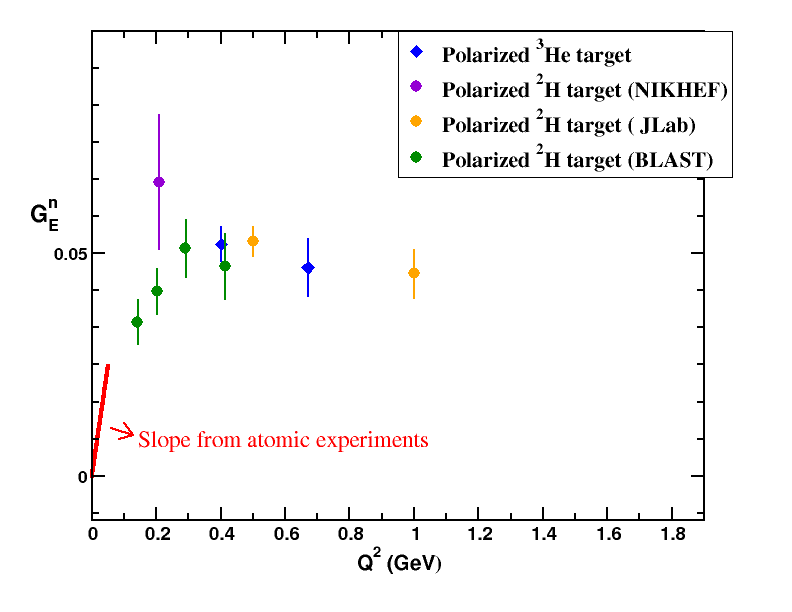 Polarized ³He target
Polarized ²H target (NIKHEF)
Polarized ²H target ( JLab)
Polarized ²H target (BLAST)
G_E^n
0.05
0
Slope from atomic experiments
0 0.2 0.4 0.6 0.8 1 1.2 1.4 1.6 1.8
Q² (GeV)